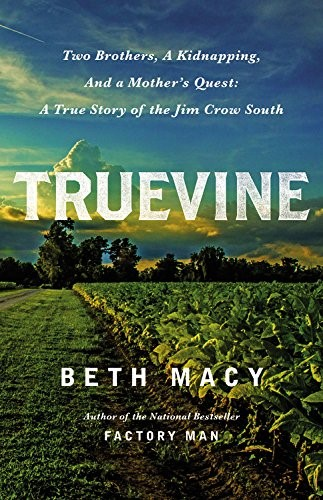 Two Brothers, A Kidnapping,
And a Mother's Quest:
A True Story of the Jim Crow South
TRUEVINE
BETH MACY
Author of the National Bestseller
FACTORY MAN